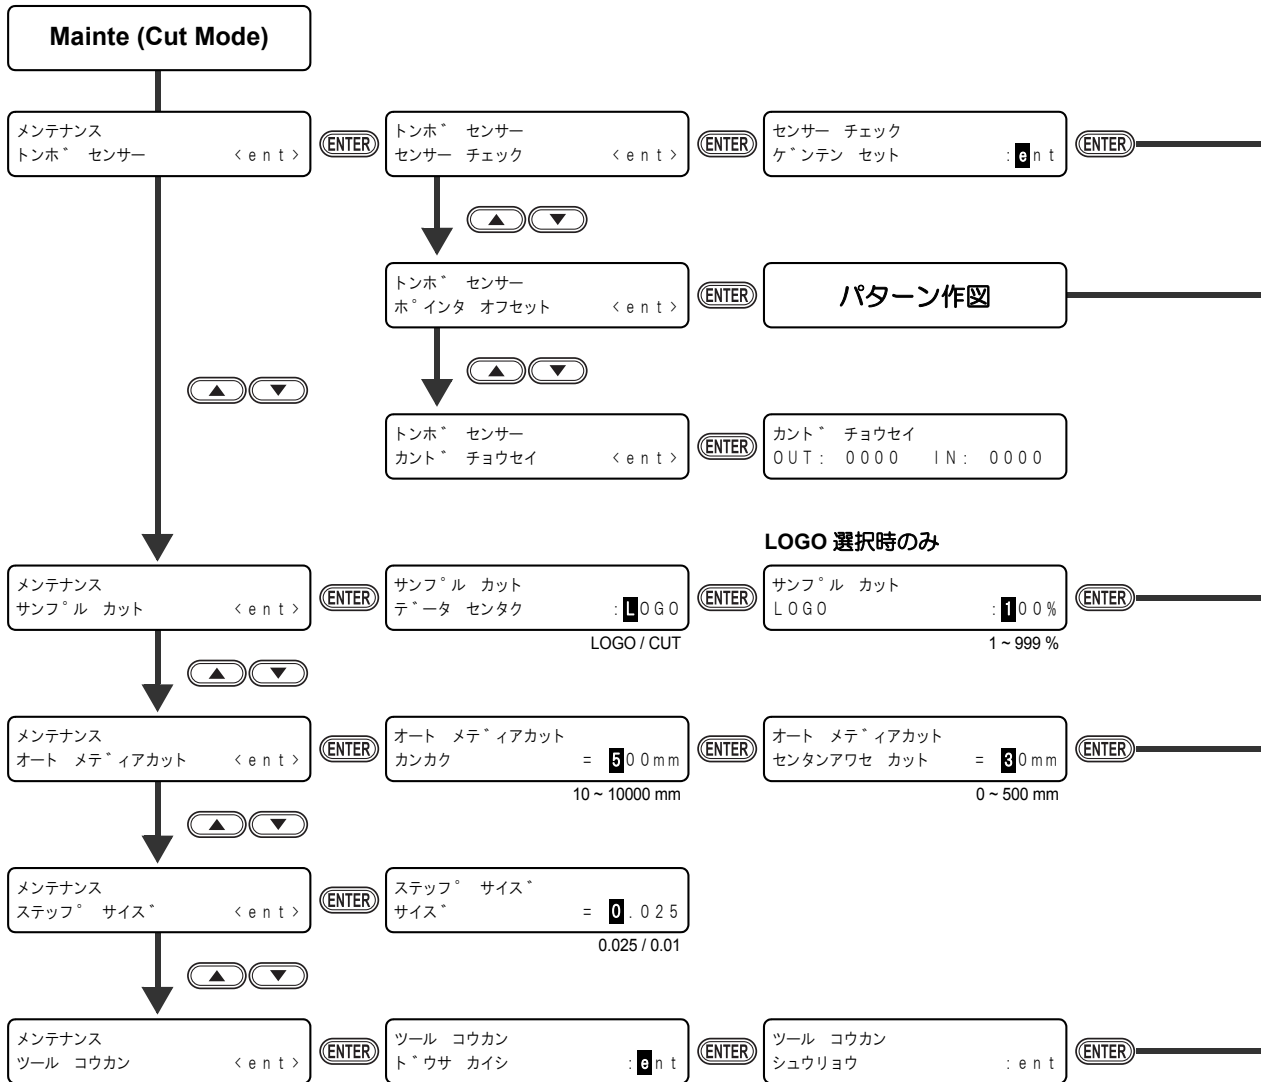 Mainte (Cut Mode)
メンテナンス
トンボ センサー <ent>
ENTER
トンボ センサー
センサー チェック <ent>
ENTER
センサー チェック
ゲンテン セット :ent
ENTER
▲ ▼
トンボ センサー
ポインタ オフセット <ent>
ENTER
パターン作図
▲ ▼
▲ ▼
トンボ センサー
カンド チョウセイ <ent>
ENTER
カンド チョウセイ
OUT: 0000 IN: 0000
LOGO 選択時のみ
メンテナンス
サンプル カット <ent>
ENTER
サンプル カット
データ センタク :LOGO
LOGO / CUT
ENTER
サンプル カット
LOGO :100%
1 ~ 999 %
ENTER
▲ ▼
メンテナンス
オート メディアカット <ent>
ENTER
オート メディアカット
カンカク = 500mm
10 ~ 10000 mm
ENTER
オート メディアカット
センタンアワセ カット = 30mm
0 ~ 500 mm
ENTER
▲ ▼
メンテナンス
ステップ サイズ <ent>
ENTER
ステップ サイズ
サイズ = 0.025
0.025 / 0.01
▲ ▼
メンテナンス
ツール コウカン <ent>
ENTER
ツール コウカン
ドウサ カイシ :ent
ENTER
ツール コウカン
シュウリョウ :ent
ENTER